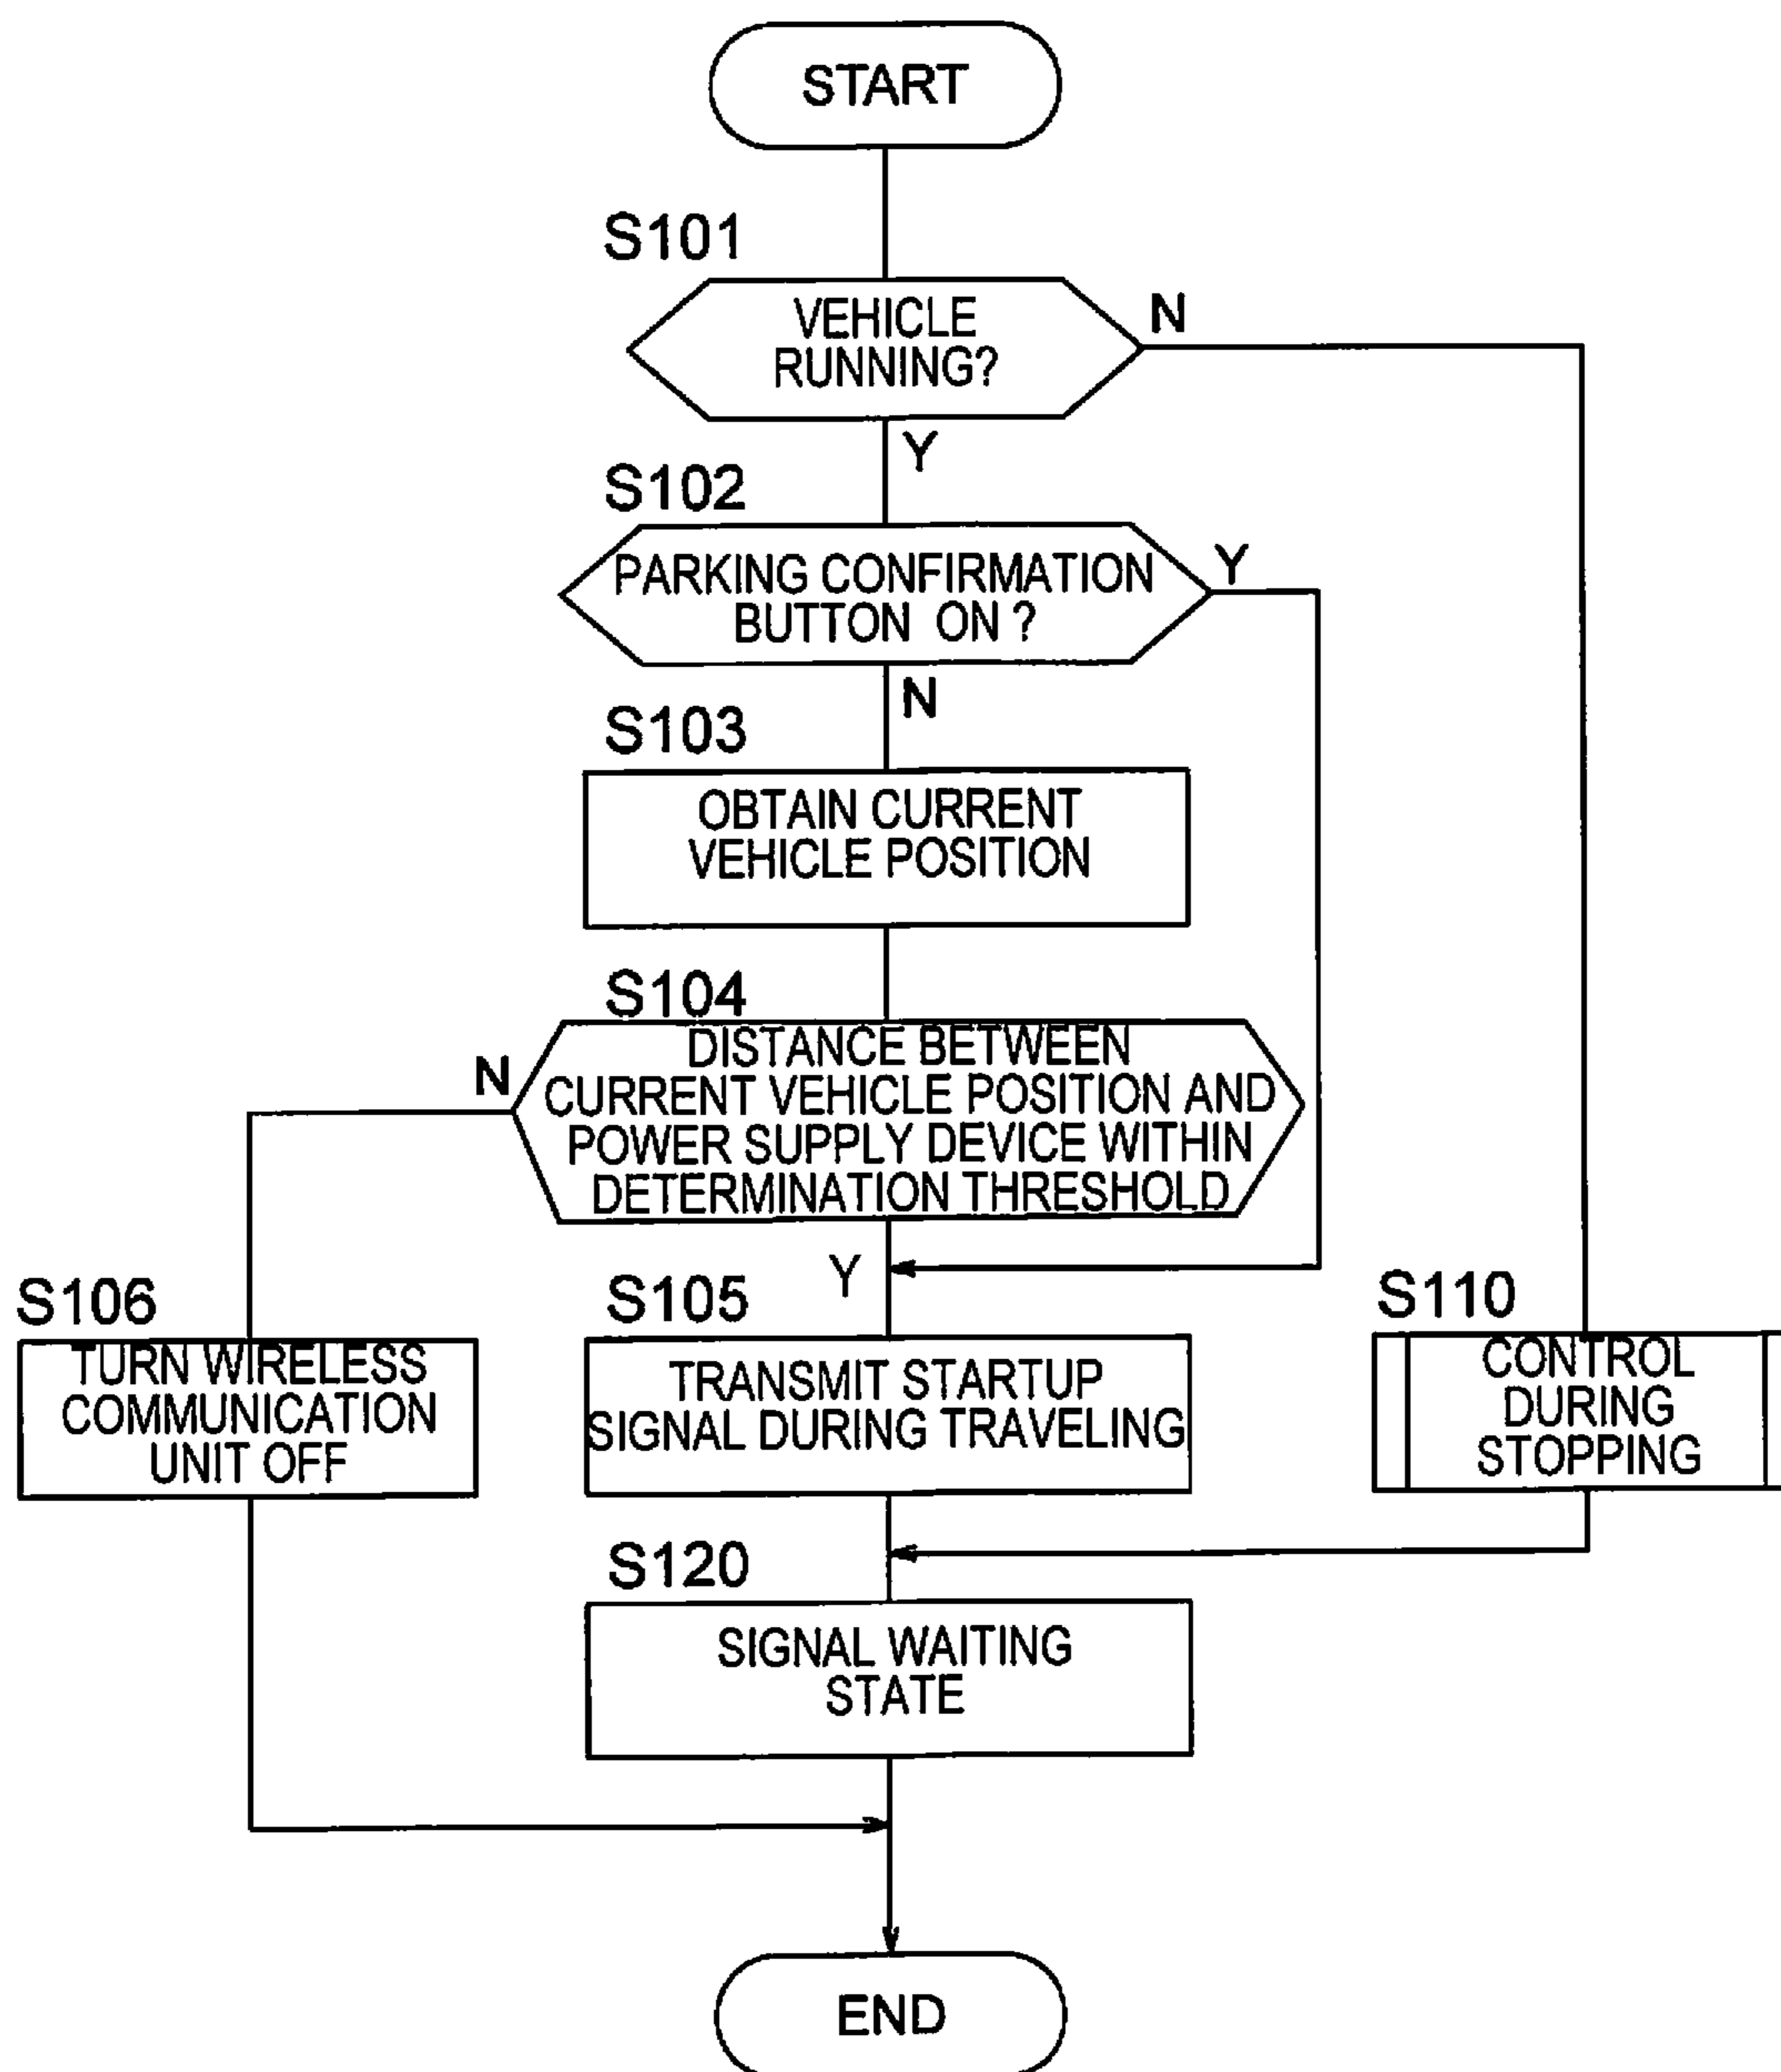 START
S101
VEHICLE
RUNNING?
N
Y
S102
PARKING CONFIRMATION
BUTTON ON ?
Y
N
S103
OBTAIN CURRENT
VEHICLE POSITION
S104
DISTANCE BETWEEN
CURRENT VEHICLE POSITION AND
POWER SUPPLY DEVICE WITHIN
DETERMINATION THRESHOLD
N
Y
S106
TURN WIRELESS
COMMUNICATION
UNIT OFF
S105
TRANSMIT STARTUP
SIGNAL DURING TRAVELING
S110
CONTROL
DURING
STOPPING
S120
SIGNAL WAITING
STATE
END